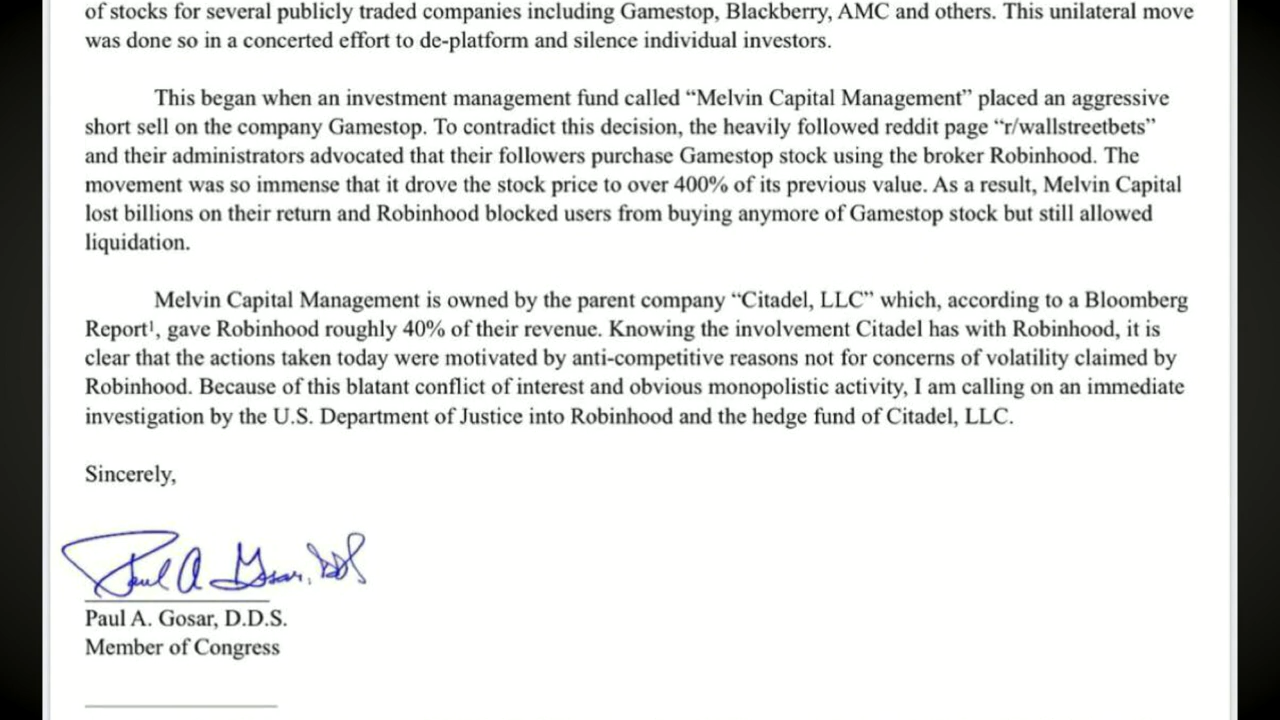 of stocks for several publicly traded companies including Gamestop, Blackberry, AMC and others. This unilateral move
was done so in a concerted effort to de-platform and silence individual investors.
This began when an investment management fund called “Melvin Capital Management” placed an aggressive
short sell on the company Gamestop. To contradict this decision, the heavily followed reddit page “r/wallstreetbets”
and their administrators advocated that their followers purchase Gamestop stock using the broker Robinhood. The
movement was so immense that it drove the stock price to over 400% of its previous value. As a result, Melvin Capital
lost billions on their return and Robinhood blocked users from buying anymore of Gamestop stock but still allowed
liquidation.
Melvin Capital Management is owned by the parent company “Citadel, LLC” which, according to a Bloomberg
Report¹, gave Robinhood roughly 40% of their revenue. Knowing the involvement Citadel has with Robinhood, it is
clear that the actions taken today were motivated by anti-competitive reasons not for concerns of volatility claimed by
Robinhood. Because of this blatant conflict of interest and obvious monopolistic activity, I am calling on an immediate
investigation by the U.S. Department of Justice into Robinhood and the hedge fund of Citadel, LLC.
Sincerely,
Paul A. Gosar, DDS
Paul A. Gosar, D.D.S.
Member of Congress